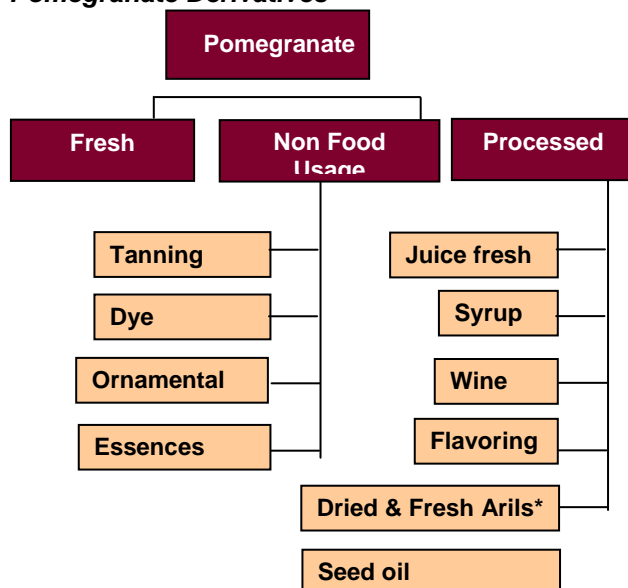 Pomegranate Derivatives
Pomegranate
Fresh
Non Food
Usage
Processed
Tanning
Dye
Ornamental
Essences
Juice fresh
Syrup
Wine
Flavoring
Dried & Fresh Arils*
Seed oil